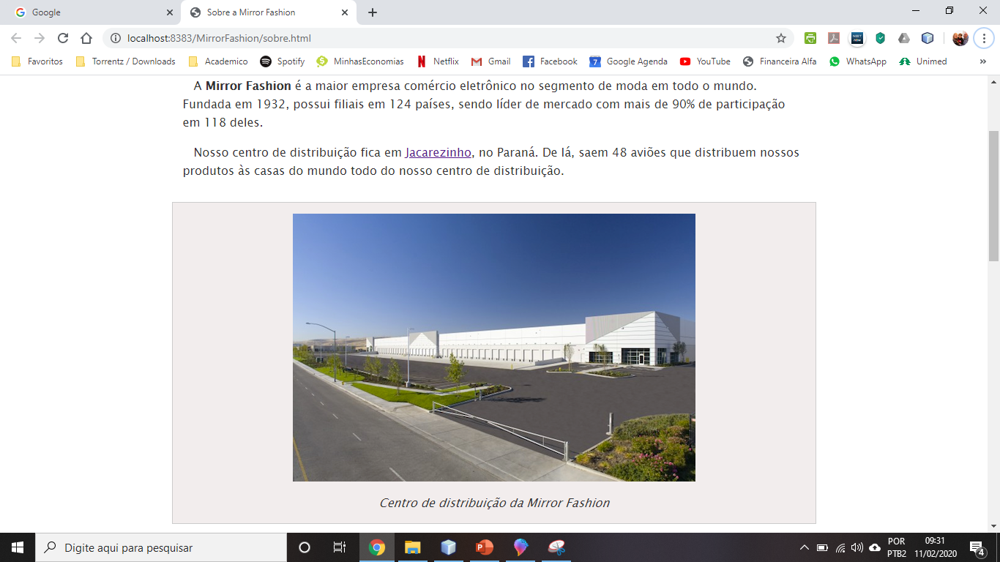 Google
Sobre a Mirror Fashion
localhost:8383/MirrorFashion/sobre.html
Favoritos Torrentz / Downloads Academico Spotify MinhasEconomias Netflix Gmail Facebook Google Agenda YouTube Financeira Alfa WhatsApp Unimed »
A Mirror Fashion é a maior empresa comércio eletrônico no segmento de moda em todo o mundo.
Fundada em 1932, possui filiais em 124 países, sendo líder de mercado com mais de 90% de participação
em 118 deles.
Nosso centro de distribuição fica em Jacarezinho, no Paraná. De lá, saem 48 aviões que distribuem nossos
produtos às casas do mundo todo do nosso centro de distribuição.
Centro de distribuição da Mirror Fashion
Digite aqui para pesquisar
POR
PTB2
09:31
11/02/2020
4